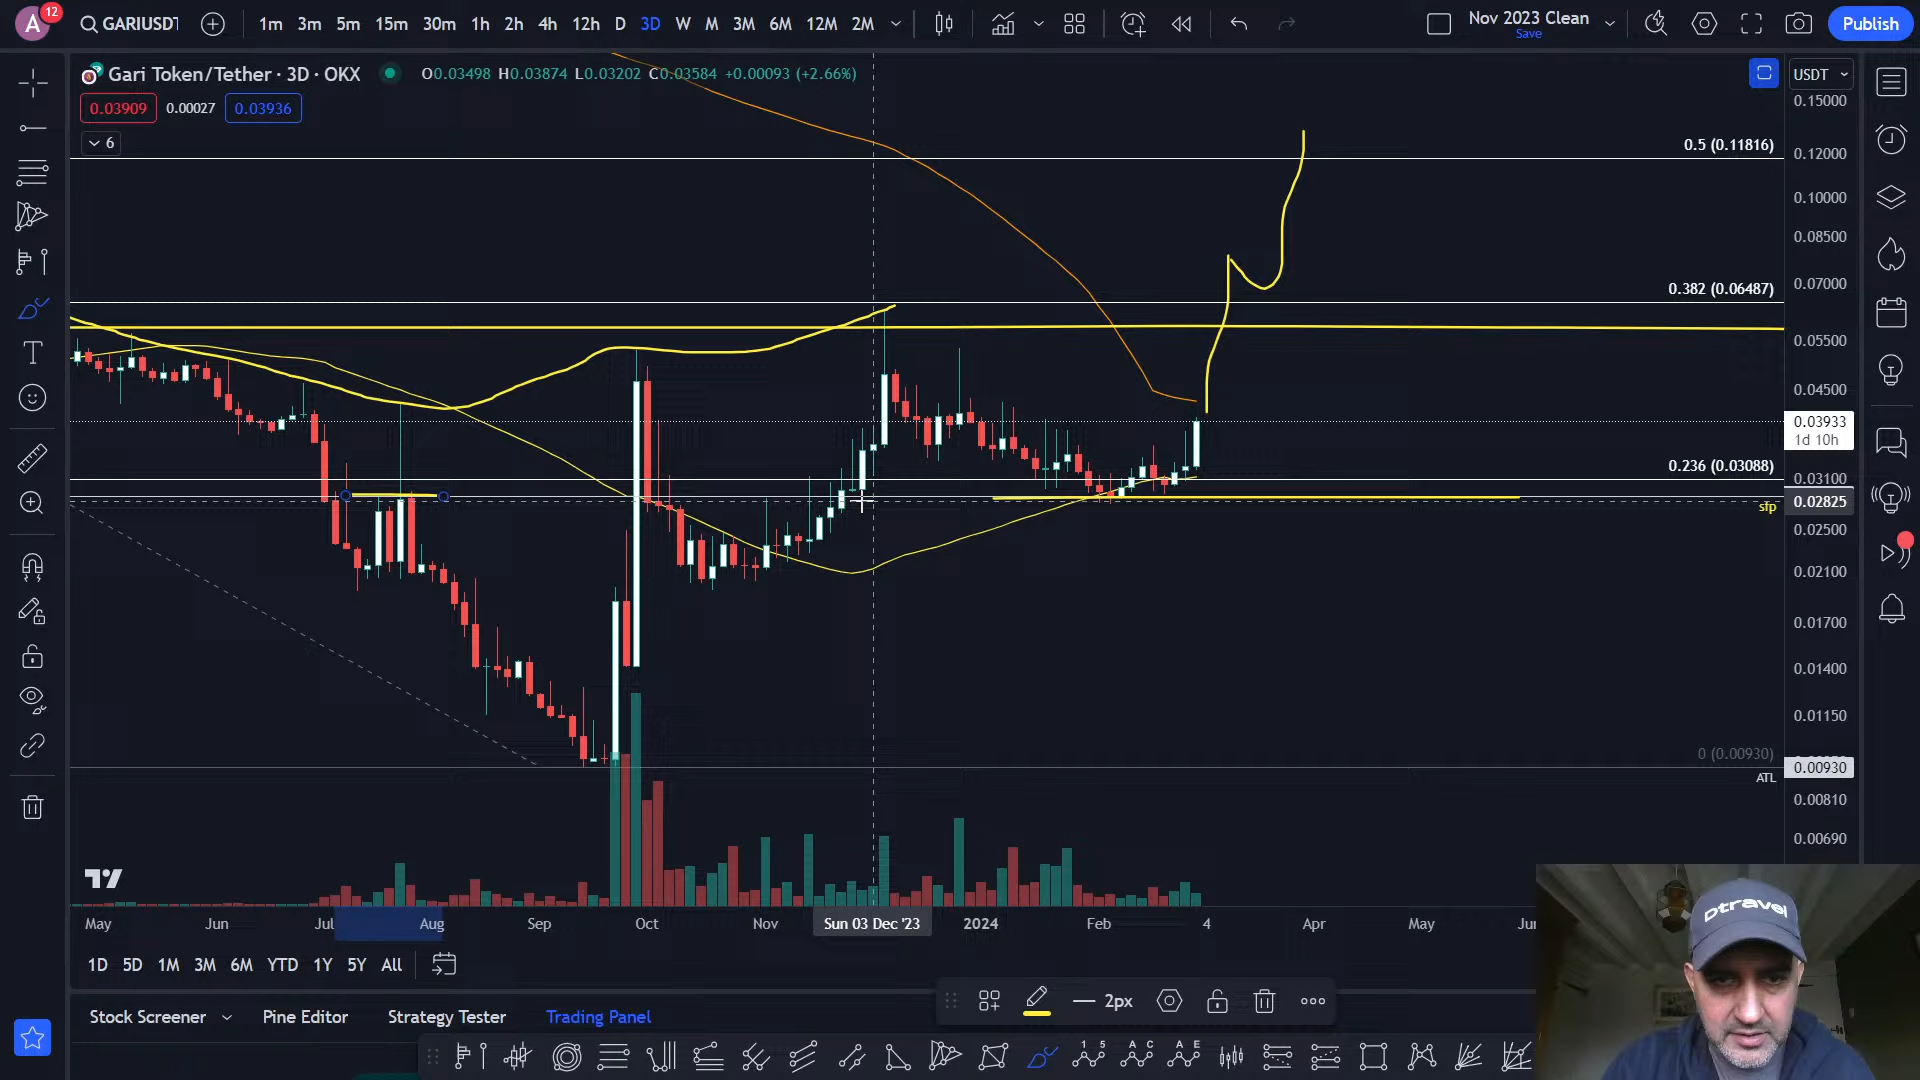 A
12
GARIUSDT
1m 3m 5m 15m 30m 1h 2h 4h 12h D 3D W M 3M 6M 12M 2M
Nov 2023 Clean
Save
Publish
Gari Token/Tether · 3D · OKX
O0.03498 H0.03874 L0.03202 C0.03584 +0.00093 (+2.66%)
0.03909 0.00027 0.03936
6
USDT
0.15000
0.5 (0.11816)
0.12000
0.10000
0.08500
0.382 (0.06487)
0.07000
0.05500
0.04500
0.03933
1d 10h
0.236 (0.03088)
0.03100
0.02825
sfp
0.02500
0.02100
0.01700
0.01400
0.01150
0 (0.00930)
0.00930
ATL
0.00810
0.00690
May Jun Jul Aug Sep Oct Nov Sun 03 Dec '23 2024 Feb 4 Apr May
1D 5D 1M 3M 6M YTD 1Y 5Y All
2px
Stock Screener Pine Editor Strategy Tester Trading Panel
Dtravel